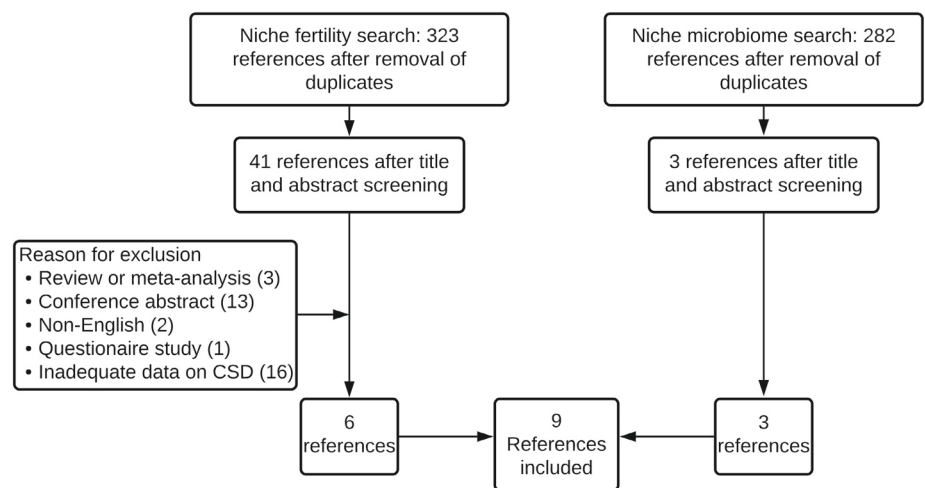 Niche fertility search: 323
references after removal of
duplicates
Niche microbiome search: 282
references after removal of
duplicates
41 references after title
and abstract screening
3 references after title
and abstract screening
Reason for exclusion
• Review or meta-analysis (3)
• Conference abstract (13)
• Non-English (2)
• Questionaire study (1)
• Inadequate data on CSD (16)
6
references
9
References
included
3
references